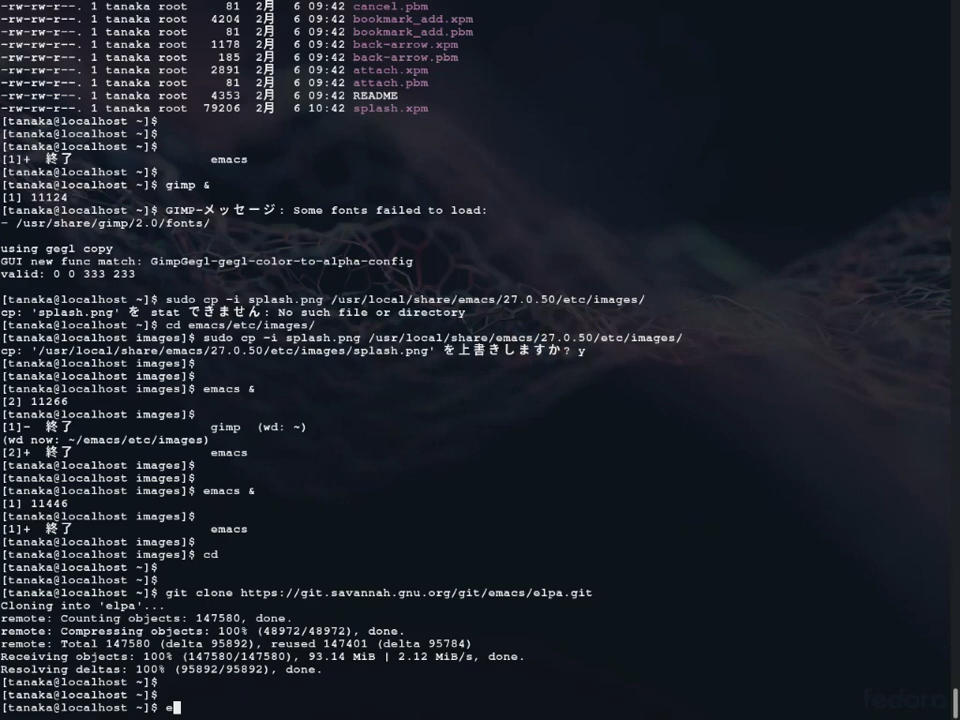 -rw-rw-r--. 1 tanaka root    81  2月   6 09:42 cancel.pbm
-rw-rw-r--. 1 tanaka root  4204  2月   6 09:42 bookmark_add.xpm
-rw-rw-r--. 1 tanaka root    81  2月   6 09:42 bookmark_add.pbm
-rw-rw-r--. 1 tanaka root  1178  2月   6 09:42 back-arrow.xpm
-rw-rw-r--. 1 tanaka root   185  2月   6 09:42 back-arrow.pbm
-rw-rw-r--. 1 tanaka root  2891  2月   6 09:42 attach.xpm
-rw-rw-r--. 1 tanaka root    81  2月   6 09:42 attach.pbm
-rw-rw-r--. 1 tanaka root  4353  2月   6 09:42 README
-rw-rw-r--. 1 tanaka root 79206  2月   6 10:42 splash.xpm
[tanaka@localhost ~]$
[tanaka@localhost ~]$
[tanaka@localhost ~]$
[1]+  終了                  emacs
[tanaka@localhost ~]$
[tanaka@localhost ~]$ gimp &
[1] 11124
[tanaka@localhost ~]$ GIMP-メッセージ: Some fonts failed to load:
- /usr/share/gimp/2.0/fonts/
using gegl copy
GUI new func match: GimpGegl-gegl-color-to-alpha-config
valid: 0 0 333 233
[tanaka@localhost ~]$ sudo cp -i splash.png /usr/local/share/emacs/27.0.50/etc/images/
cp: 'splash.png' を stat できません: No such file or directory
[tanaka@localhost ~]$ cd emacs/etc/images/
[tanaka@localhost images]$ sudo cp -i splash.png /usr/local/share/emacs/27.0.50/etc/images/
cp: '/usr/local/share/emacs/27.0.50/etc/images/splash.png' を上書きしますか? y
[tanaka@localhost images]$
[tanaka@localhost images]$
[tanaka@localhost images]$ emacs &
[2] 11266
[tanaka@localhost images]$
[1]-  終了                  gimp  (wd: ~)
(wd now: ~/emacs/etc/images)
[2]+  終了                  emacs
[tanaka@localhost images]$
[tanaka@localhost images]$
[tanaka@localhost images]$ emacs &
[1] 11446
[tanaka@localhost images]$
[1]+  終了                  emacs
[tanaka@localhost images]$
[tanaka@localhost images]$ cd
[tanaka@localhost ~]$
[tanaka@localhost ~]$
[tanaka@localhost ~]$ git clone https://git.savannah.gnu.org/git/emacs/elpa.git
Cloning into 'elpa'...
remote: Counting objects: 147580, done.
remote: Compressing objects: 100% (48972/48972), done.
remote: Total 147580 (delta 95892), reused 147401 (delta 95784)
Receiving objects: 100% (147580/147580), 93.14 MiB | 2.12 MiB/s, done.
Resolving deltas: 100% (95892/95892), done.
[tanaka@localhost ~]$
[tanaka@localhost ~]$
[tanaka@localhost ~]$ e
fedora